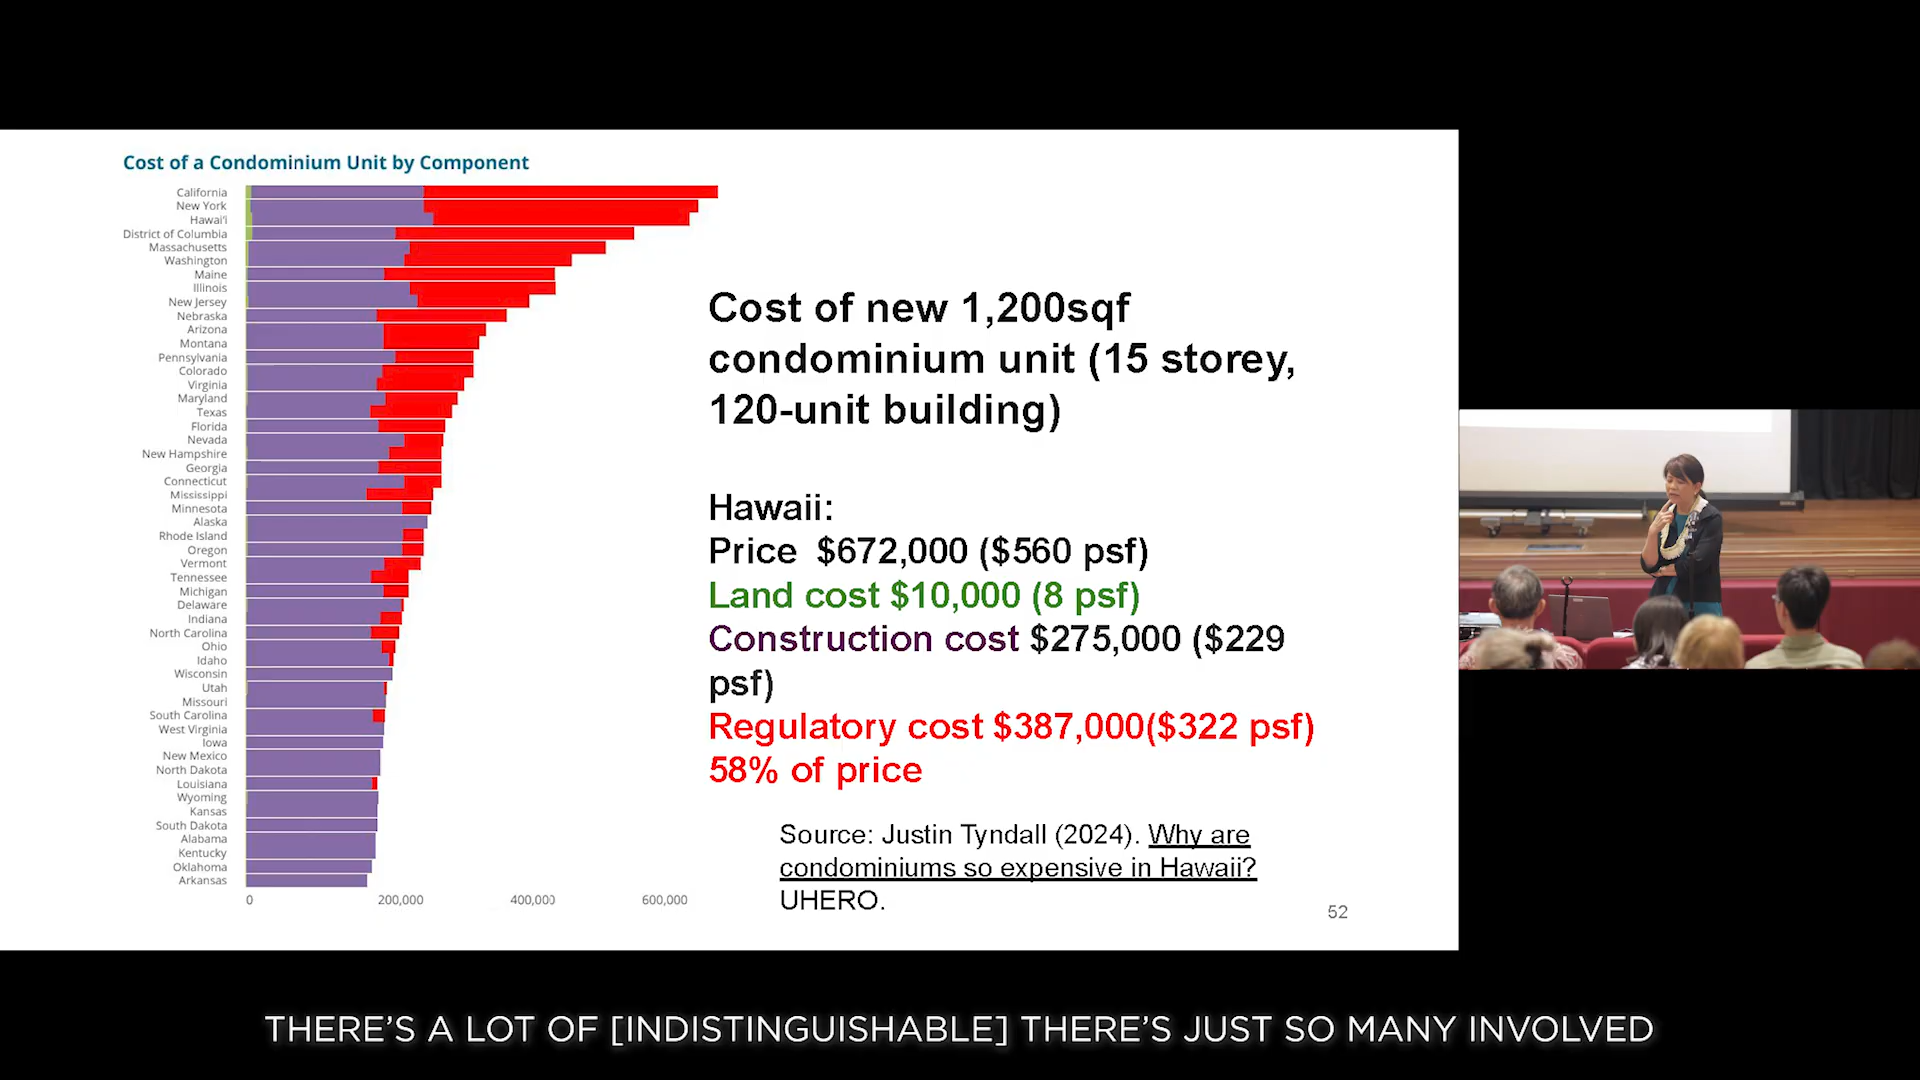 Cost of a Condominium Unit by Component
California
New York
Hawai'i
District of Columbia
Massachusetts
Washington
Maine
Illinois
New Jersey
Nebraska
Arizona
Montana
Pennsylvania
Colorado
Virginia
Maryland
Texas
Florida
Nevada
New Hampshire
Georgia
Connecticut
Mississippi
Minnesota
Alaska
Rhode Island
Oregon
Vermont
Tennessee
Michigan
Delaware
Indiana
North Carolina
Ohio
Idaho
Wisconsin
Utah
Missouri
South Carolina
West Virginia
Iowa
New Mexico
North Dakota
Louisiana
Wyoming
Kansas
South Dakota
Alabama
Kentucky
Oklahoma
Arkansas
0 200,000 400,000 600,000
Cost of new 1,200sqf
condominium unit (15 storey,
120-unit building)
Hawaii:
Price $672,000 ($560 psf)
Land cost $10,000 (8 psf)
Construction cost $275,000 ($229
psf)
Regulatory cost $387,000($322 psf)
58% of price
Source: Justin Tyndall (2024). Why are
condominiums so expensive in Hawaii?
UHERO.
52
THERE'S A LOT OF [INDISTINGUISHABLE] THERE'S JUST SO MANY INVOLVED